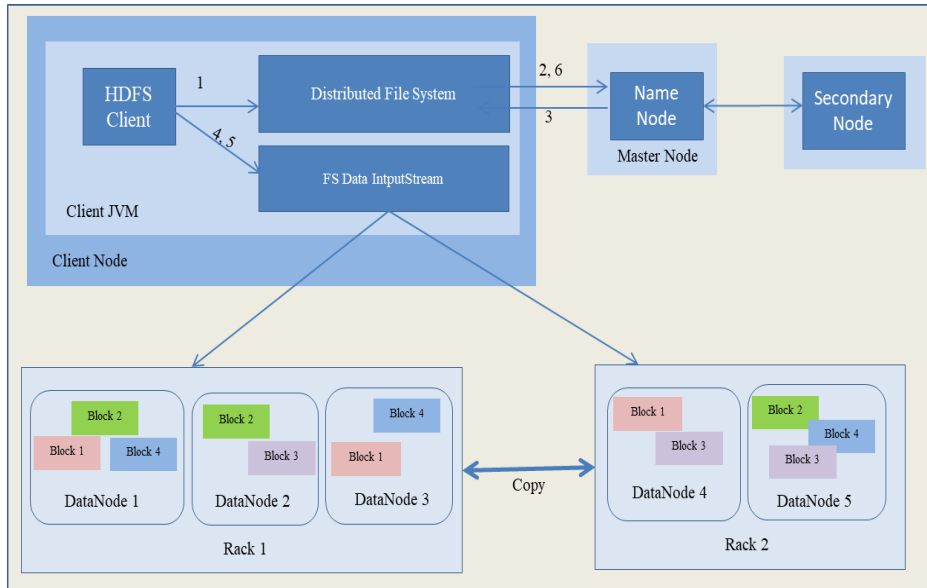 HDFS
Client
1
Distributed File System
2, 6
3
Name
Node
Master Node
Secondary
Node
4, 5
FS Data IntputStream
Client JVM
Client Node
Block 2
Block 1
Block 4
DataNode 1
Block 2
Block 3
DataNode 2
Block 4
Block 1
DataNode 3
Rack 1
Copy
Block 1
Block 3
DataNode 4
Block 2
Block 4
Block 3
DataNode 5
Rack 2